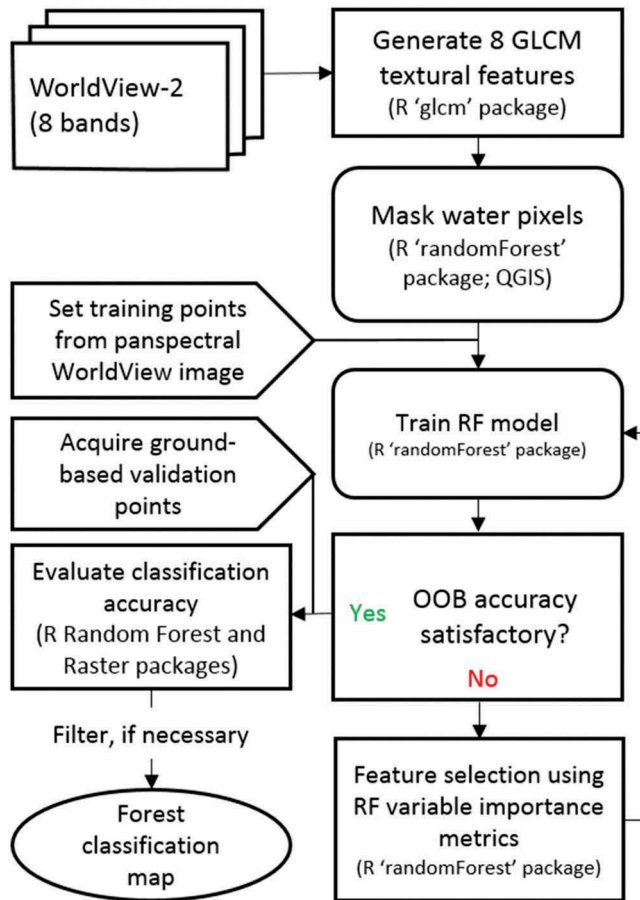 WorldView-2
(8 bands)
Generate 8 GLCM
textural features
(R 'glcm' package)
Mask water pixels
(R 'randomForest'
package; QGIS)
Set training points
from panspectral
WorldView image
Train RF model
(R 'randomForest' package)
Acquire ground-
based validation
points
OOB accuracy
satisfactory?
Yes
No
Evaluate classification
accuracy
(R Random Forest and
Raster packages)
Feature selection using
RF variable importance
metrics
(R 'randomForest' package)
Filter, if necessary
Forest
classification
map